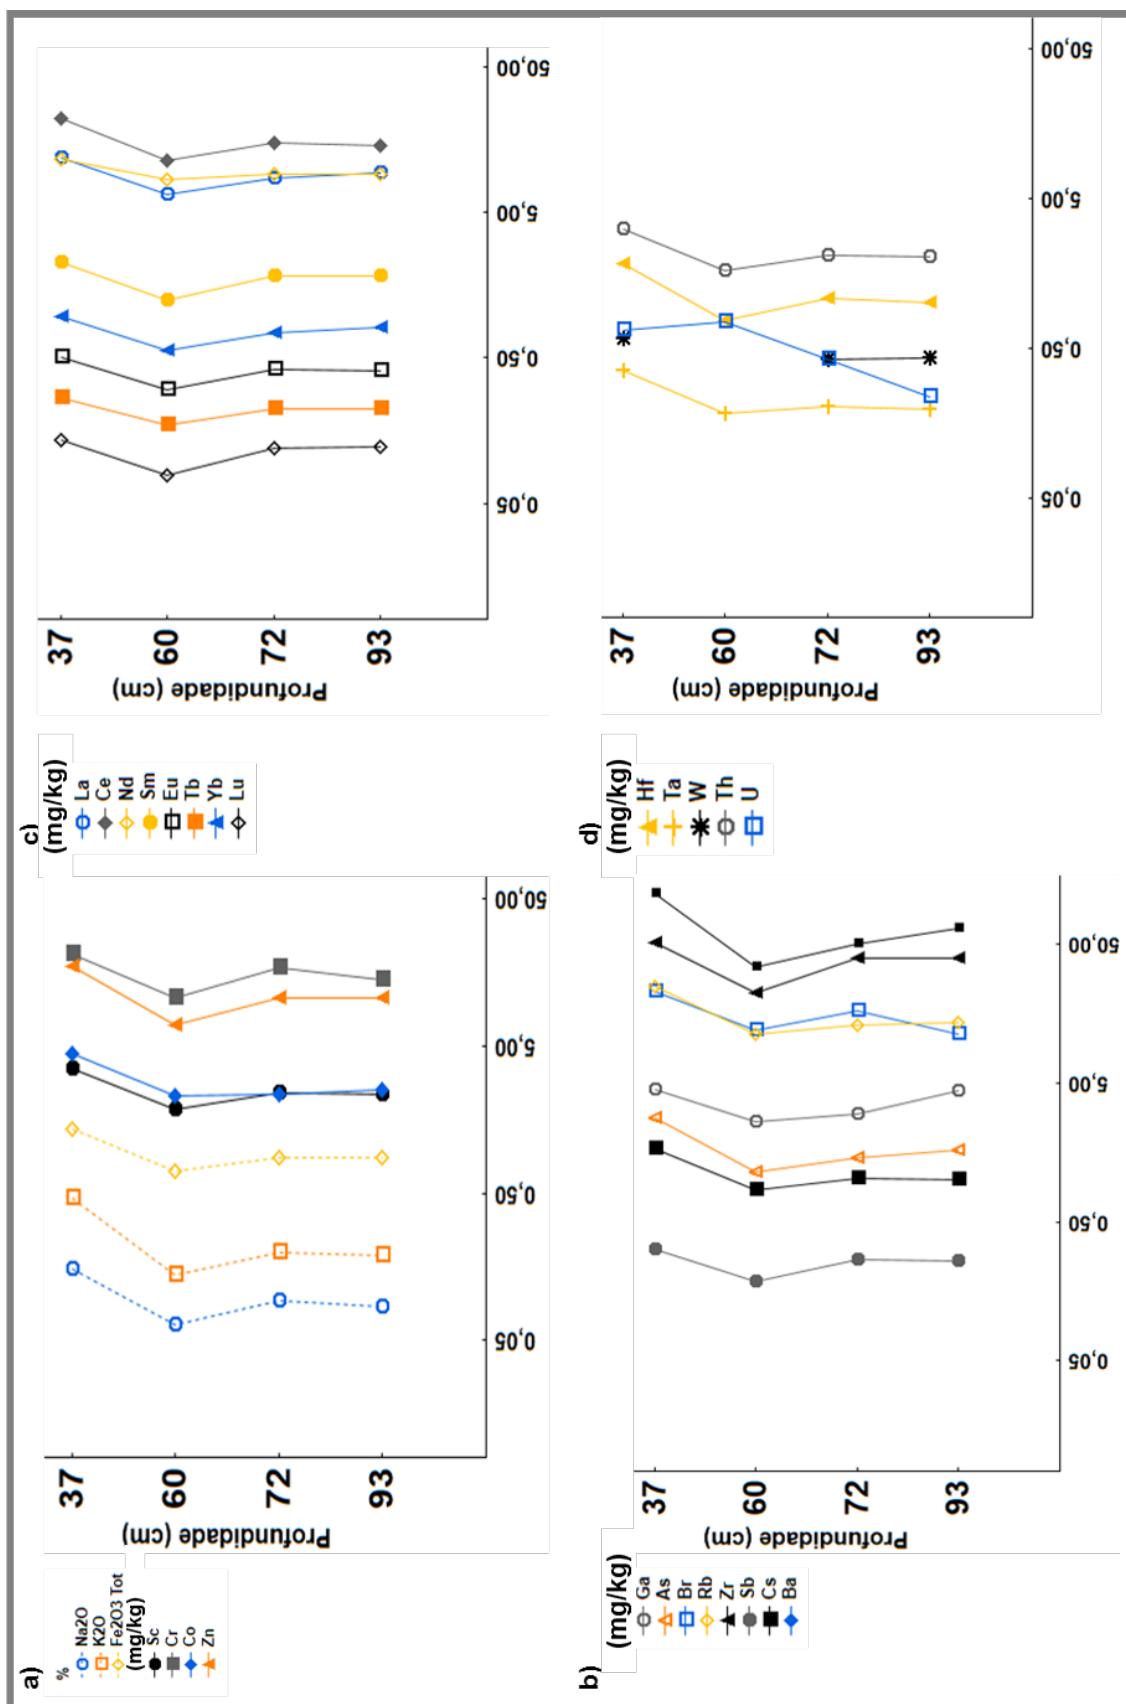 a)
%
Na2O
K2O
Fe2O3 Tot
(mg/kg)
Sc
Cr
Co
Zn
Profundidade (cm)
37
60
72
93
0,05
0,50
5,00
50,00
b)
(mg/kg)
Ga
As
Br
Rb
Zr
Sb
Cs
Ba
Profundidade (cm)
37
60
72
93
0,05
0,50
5,00
50,00
c)
(mg/kg)
La
Ce
Nd
Sm
Eu
Tb
Yb
Lu
Profundidade (cm)
37
60
72
93
0,05
0,50
5,00
50,00
d)
(mg/kg)
Hf
Ta
W
Th
U
Profundidade (cm)
37
60
72
93
0,05
0,50
5,00
50,00